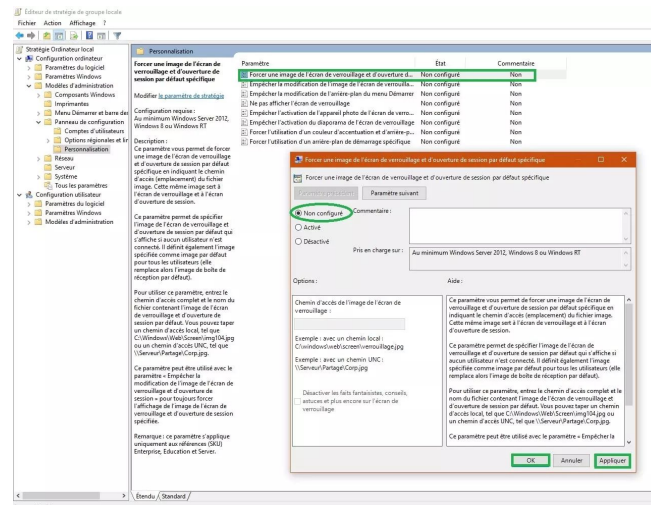 Éditeur de stratégie de groupe locale
Fichier Action Affichage ?
Stratégie Ordinateur local
Configuration ordinateur
Paramètres du logiciel
Paramètres Windows
Modèles d'administration
Composants Windows
Imprimantes
Menu Démarrer et barre des
Panneau de configuration
Comptes d'utilisateurs
Options régionales et lin
Personnalisation
Réseau
Serveur
Système
Tous les paramètres
Configuration utilisateur
Paramètres du logiciel
Paramètres Windows
Modèles d'administration
Personnalisation
Forcer une image de l'écran de
verrouillage et d'ouverture de
session par défaut spécifique
Modifier le paramètre de stratégie
Configuration requise :
Au minimum Windows Server 2012,
Windows 8 ou Windows RT
Description :
Ce paramètre vous permet de forcer
une image de l'écran de verrouillage
et d'ouverture de session par défaut
spécifique en indiquant le chemin
d'accès (emplacement) du fichier
image. Cette même image sert à
l'écran de verrouillage et à l'écran
d'ouverture de session.
Ce paramètre permet de spécifier
l'image de l'écran de verrouillage et
d'ouverture de session par défaut qui
s'affiche si aucun utilisateur n'est
connecté. Il définit également l'image
spécifiée comme image par défaut
pour tous les utilisateurs (elle
remplace alors l'image de boîte de
réception par défaut).
Pour utiliser ce paramètre, entrez le
chemin d'accès complet et le nom du
fichier contenant l'image de l'écran
de verrouillage et d'ouverture de
session par défaut. Vous pouvez taper
un chemin d'accès local, tel que
C:\Windows\Web\Screen\img104.jpg
ou un chemin d'accès UNC, tel que
\\Serveur\Partage\Corp.jpg.
Ce paramètre peut être utilisé avec le
paramètre « Empêcher la
modification de l'image de l'écran de
verrouillage et d'ouverture de
session » pour toujours forcer
l'affichage de l'image de l'écran de
verrouillage et d'ouverture de session
spécifiée.
Remarque : ce paramètre s'applique
uniquement aux références (SKU)
Enterprise, Education et Server.
Paramètre État Commentaire
Forcer une image de l'écran de verrouillage et d'ouverture d... Non configuré Non
Empêcher la modification de l'image de l'écran de verrouilla... Non configuré Non
Empêcher la modification de l'arrière-plan du menu Démarrer Non configuré Non
Ne pas afficher l'écran de verrouillage Non configuré Non
Empêcher l'activation de l'appareil photo de l'écran de verro... Non configuré Non
Empêcher l'activation du diaporama de l'écran de verrouillage Non configuré Non
Forcer l'utilisation d'un couleur d'accentuation et d'arrière-p... Non configuré Non
Forcer l'utilisation d'un arrière-plan de démarrage spécifique Non configuré Non
Forcer une image de l'écran de verrouillage et d'ouverture de session par défaut spécifique
Forcer une image de l'écran de verrouillage et d'ouverture de session par défaut spécifique
Paramètre précédent Paramètre suivant
Non configuré Commentaire :
Activé
Désactivé
Pris en charge sur : Au minimum Windows Server 2012, Windows 8 ou Windows RT
Options : Aide :
Chemin d'accès de l'image de l'écran de
verrouillage :
Exemple : avec un chemin local :
C:\windows\web\screen\verrouillage.jpg
Exemple : avec un chemin UNC :
\\Serveur\Partage\Corp.jpg
Désactiver les faits fantaisistes, conseils,
astuces et plus encore sur l'écran de
verrouillage
Ce paramètre vous permet de forcer une image de l'écran de
verrouillage et d'ouverture de session par défaut spécifique en
indiquant le chemin d'accès (emplacement) du fichier image.
Cette même image sert à l'écran de verrouillage et à l'écran
d'ouverture de session.
Ce paramètre permet de spécifier l'image de l'écran de
verrouillage et d'ouverture de session par défaut qui s'affiche si
aucun utilisateur n'est connecté. Il définit également l'image
spécifiée comme image par défaut pour tous les utilisateurs (elle
remplace alors l'image de boîte de réception par défaut).
Pour utiliser ce paramètre, entrez le chemin d'accès complet et le
nom du fichier contenant l'image de l'écran de verrouillage et
d'ouverture de session par défaut. Vous pouvez taper un chemin
d'accès local, tel que C:\Windows\Web\Screen\img104.jpg ou
un chemin d'accès UNC, tel que \\Serveur\Partage\Corp.jpg.
Ce paramètre peut être utilisé avec le paramètre « Empêcher la
OK Annuler Appliquer
Étendu Standard